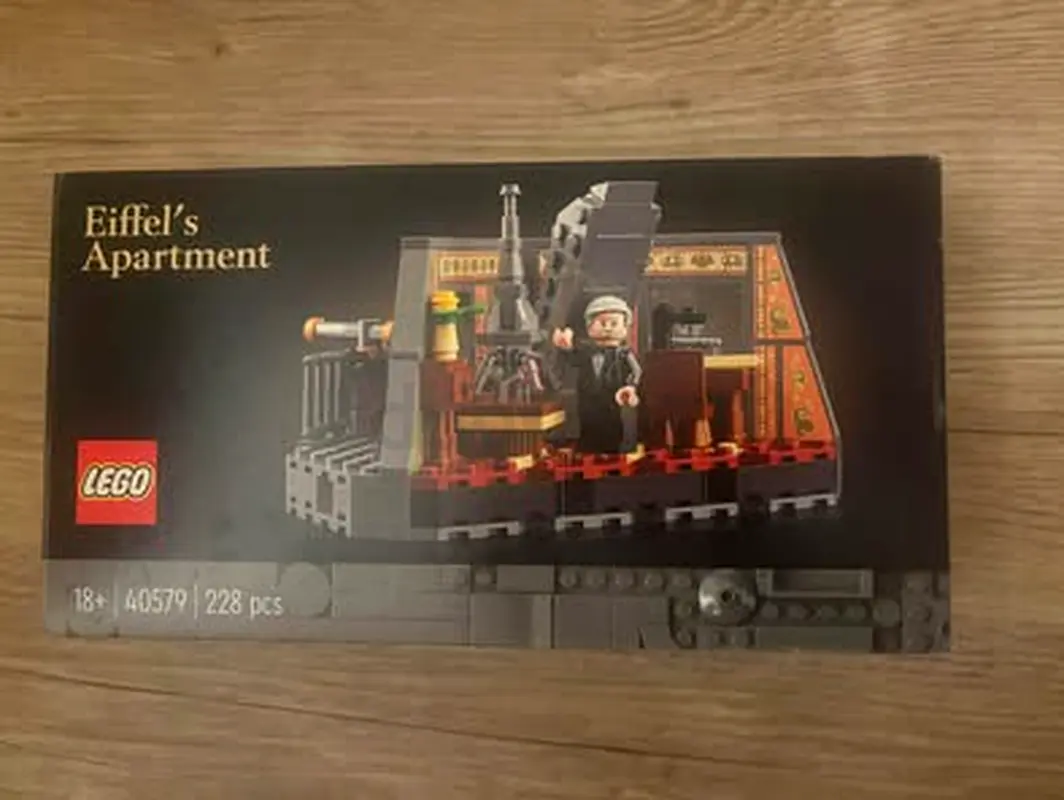 Eiffel's
Apartment
LEGO
18+ | 40579 | 228 pcs